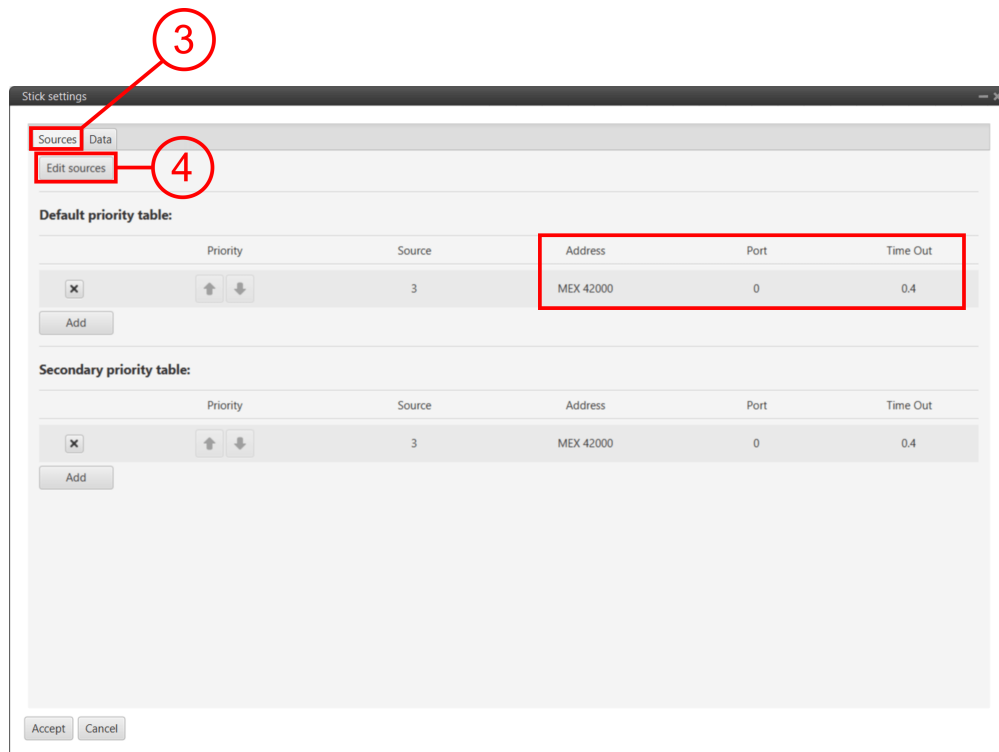 3
Stick settings
Sources Data
Edit sources 4
Default priority table:
Priority Source Address Port Time Out
3 MEX 42000 0 0.4
Add
Secondary priority table:
Priority Source Address Port Time Out
3 MEX 42000 0 0.4
Add
Accept Cancel